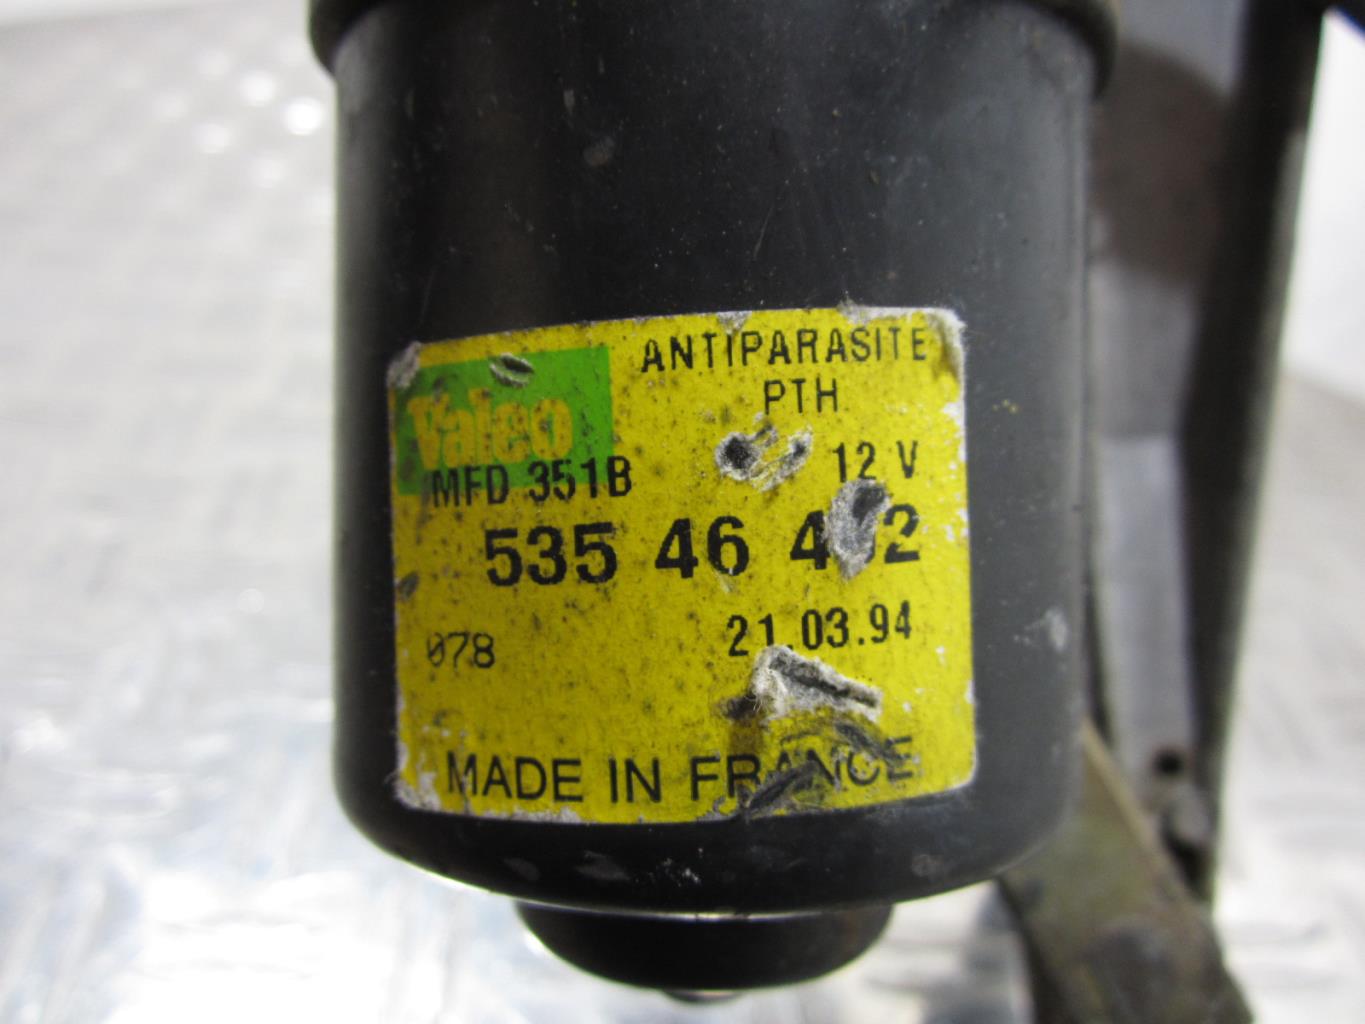 ANTIPARASITE
PTH
Valeo
12 V
MFD 351B
535 46
078
21.03.94
MADE IN FRANCE